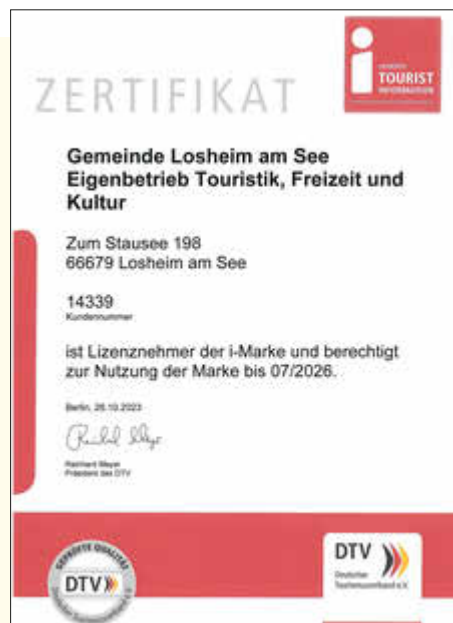 TOURIST
INFORMATION
ZERTIFIKAT
Gemeinde Losheim am See
Eigenbetrieb Touristik, Freizeit und
Kultur
Zum Stausee 198
66679 Losheim am See
14339
Kundennummer
ist Lizenznehmer der i-Marke und berechtigt
zur Nutzung der Marke bis 07/2026.
Berlin, 26.10.2023
Reinhard Meyer
Präsident des DTV
GEPRÜFTE QUALITÄT
DTV
DTV
Deutscher
Tourismusverband e.V.